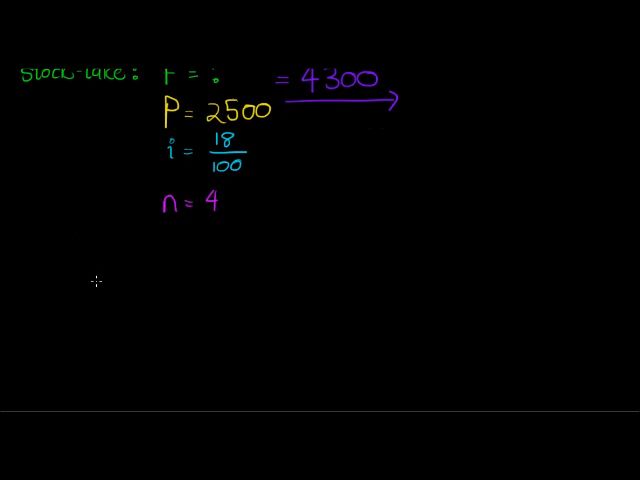 Stock-take: F = ? = 4300
P = 2500
i = 18/100
n = 4